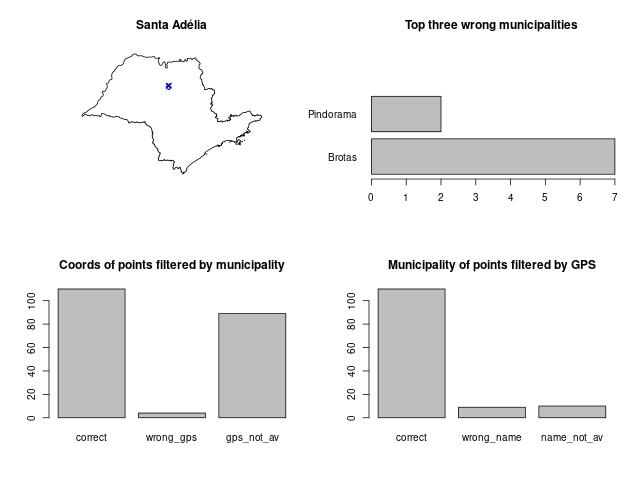 Santa Adélia
Top three wrong municipalities
Pindorama
Brotas
0 1 2 3 4 5 6 7
Coords of points filtered by municipality
0 20 40 60 80 100
correct wrong_gps gps_not_av
Municipality of points filtered by GPS
0 20 40 60 80 100
correct wrong_name name_not_av